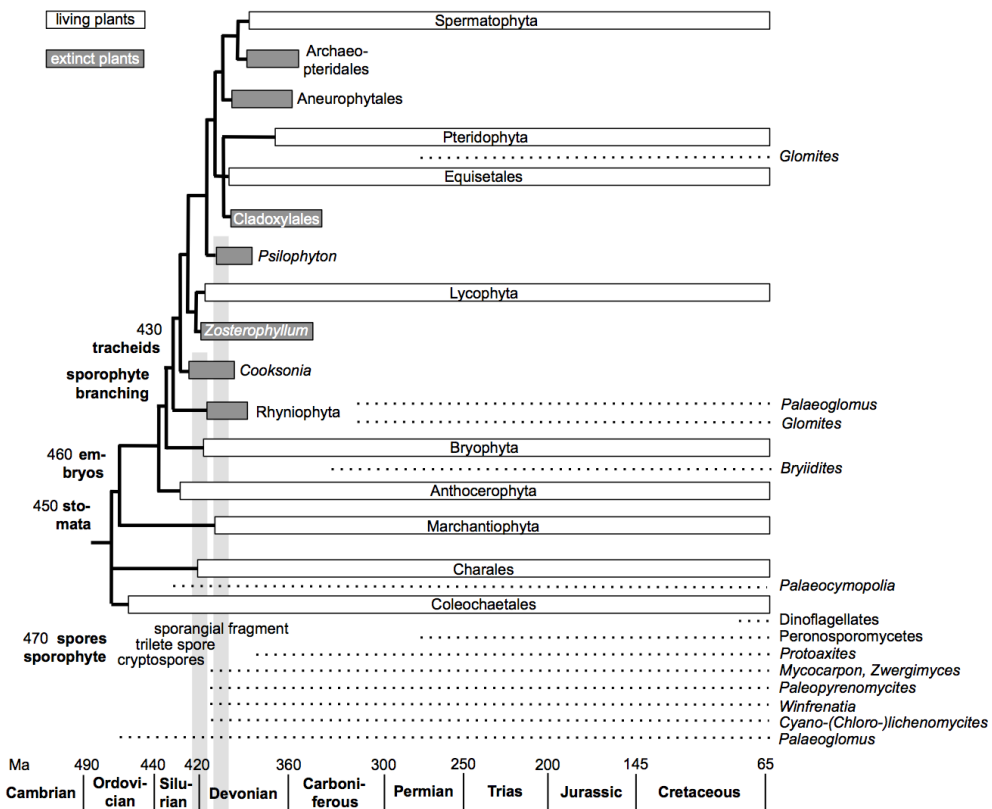 living plants
Spermatophyta
extinct plants
Archaeo-
pteridales
Aneurophytales
Pteridophyta
Glomites
Equisetales
Cladoxylales
Psilophyton
Lycophyta
430
tracheids
Zosterophyllum
sporophyte
branching
Cooksonia
Rhyniophyta
Palaeoglomus
Glomites
460 em-
bryos
Bryophyta
Bryiidites
Anthocerophyta
450 sto-
mata
Marchantiophyta
Charales
Palaeocymopolia
Coleochaetales
Dinoflagellates
470 spores
sporophyte
sporangial fragment
trilete spore
cryptospores
Peronosporomycetes
Protoaxites
Mycocarpon, Zwergimyces
Paleopyrenomycites
Winfrenatia
Cyano-(Chloro-)lichenomycites
Palaeoglomus
Ma 490 440 420 360 300 250 200 145 65
Cambrian Ordovi-
cian Silu-
rian Devonian Carboni-
ferous Permian Trias Jurassic Cretaceous